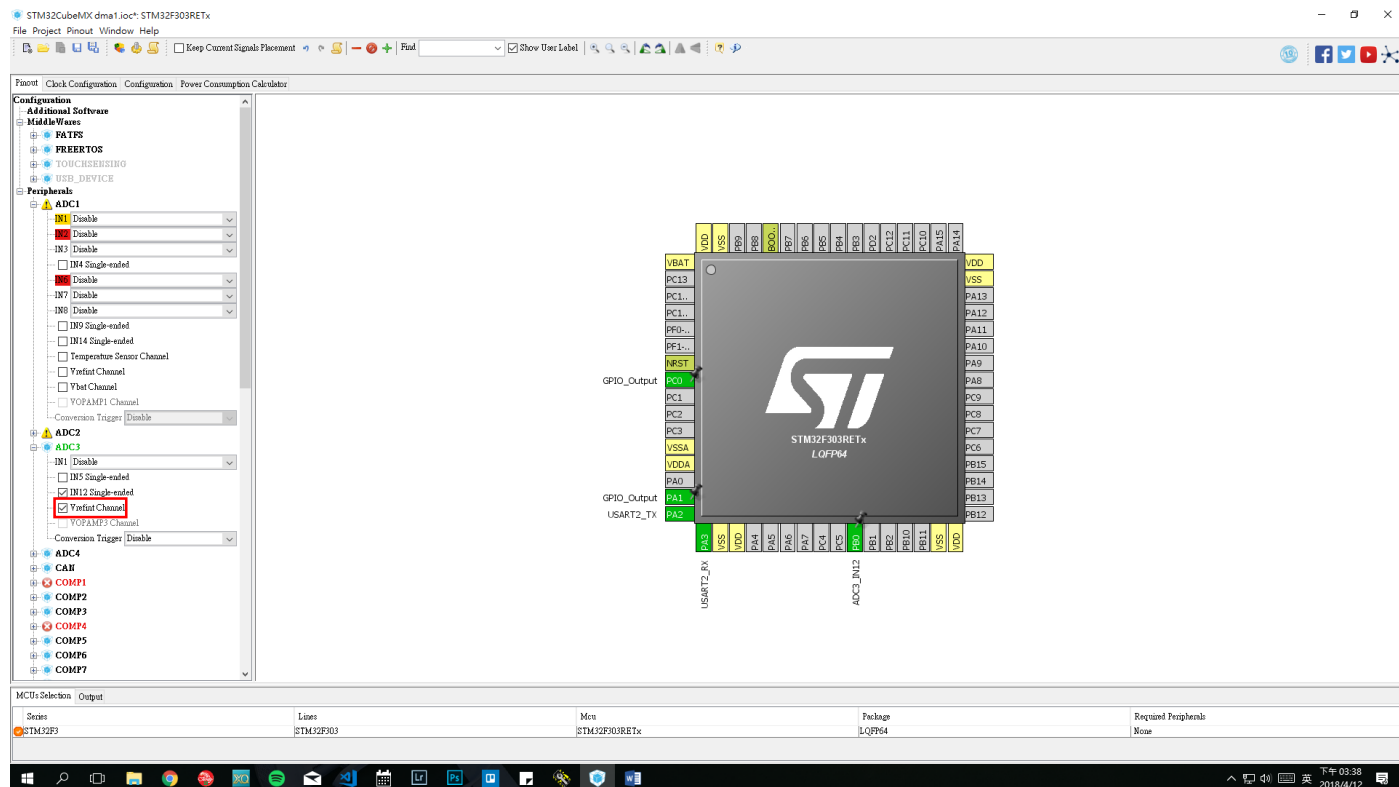 STM32CubeMX dma1.ioc*: STM32F303RETx
File Project Pinout Window Help
Keep Current Signals Placement Find Show User Label
Pinout Clock Configuration Configuration Power Consumption Calculator
Configuration
Additional Software
MiddleWares
FATFS
FREERTOS
TOUCHSENSING
USB_DEVICE
Peripherals
ADC1
IN1 Disable
IN2 Disable
IN3 Disable
IN4 Single-ended
IN6 Disable
IN7 Disable
IN8 Disable
IN9 Single-ended
IN14 Single-ended
Temperature Sensor Channel
Vrefint Channel
Vbat Channel
VOPAMP1 Channel
Conversion Trigger Disable
ADC2
ADC3
IN1 Disable
IN5 Single-ended
IN12 Single-ended
Vrefint Channel
VOPAMP3 Channel
Conversion Trigger Disable
ADC4
CAN
COMP1
COMP2
COMP3
COMP4
COMP5
COMP6
COMP7
VDD VSS PB9 PB8 BOO.. PB7 PB6 PB5 PB4 PB3 PD2 PC12 PC11 PC10 PA15 PA14
VBAT
PC13
PC1..
PC1..
PF0-..
PF1-..
NRST
GPIO_Output PC0
PC1
PC2
PC3
VSSA
VDDA
PA0
GPIO_Output PA1
USART2_TX PA2
STM32F303RETx
LQFP64
VDD
VSS
PA13
PA12
PA11
PA10
PA9
PA8
PC9
PC8
PC7
PC6
PB15
PB14
PB13
PB12
PA3 VSS VDD PA4 PA5 PA6 PA7 PC4 PC5 PB0 PB1 PB2 PB10 PB11 VSS VDD
USART2_RX ADC3_IN12
MCUs Selection Output
Series Lines Mcu Package Required Peripherals
STM32F3 STM32F303 STM32F303RETx LQFP64 None
Lr Ps 英 下午 03:38
2018/4/12